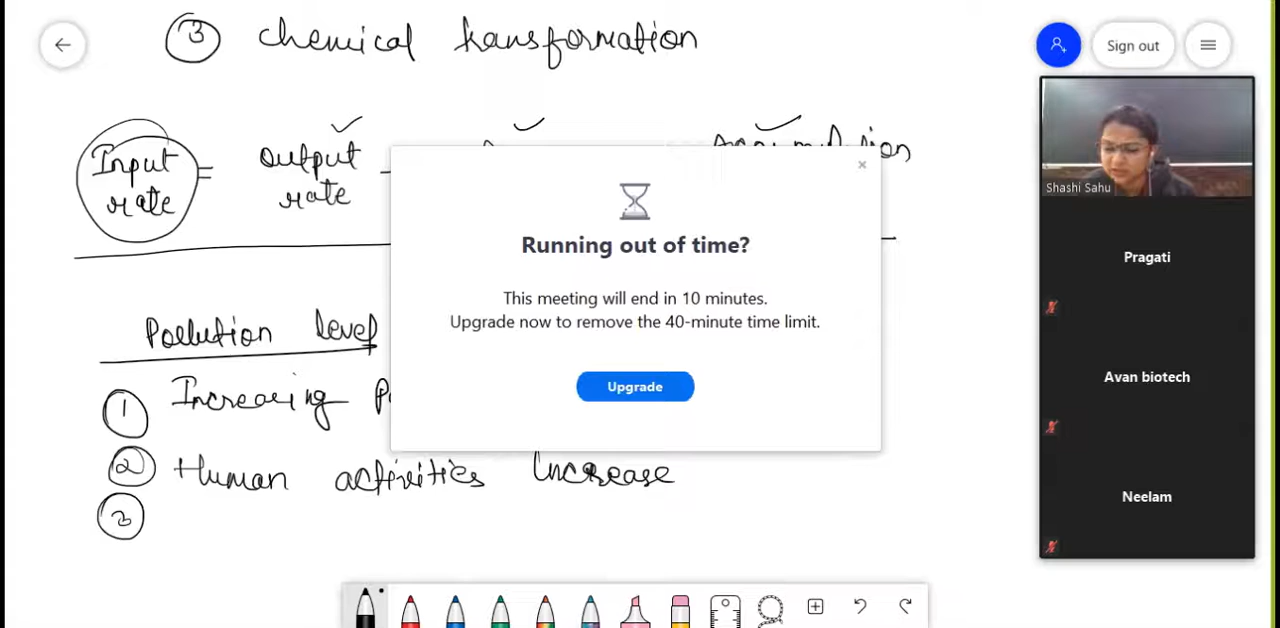 ③ chemical transformation
Sign out
Input = output
rate rate
Shashi Sahu
Running out of time?
Pragati
This meeting will end in 10 minutes.
Upgrade now to remove the 40-minute time limit.
Pollution level
Upgrade
Avan biotech
① Increasing
② Human activities Increase
Neelam
③